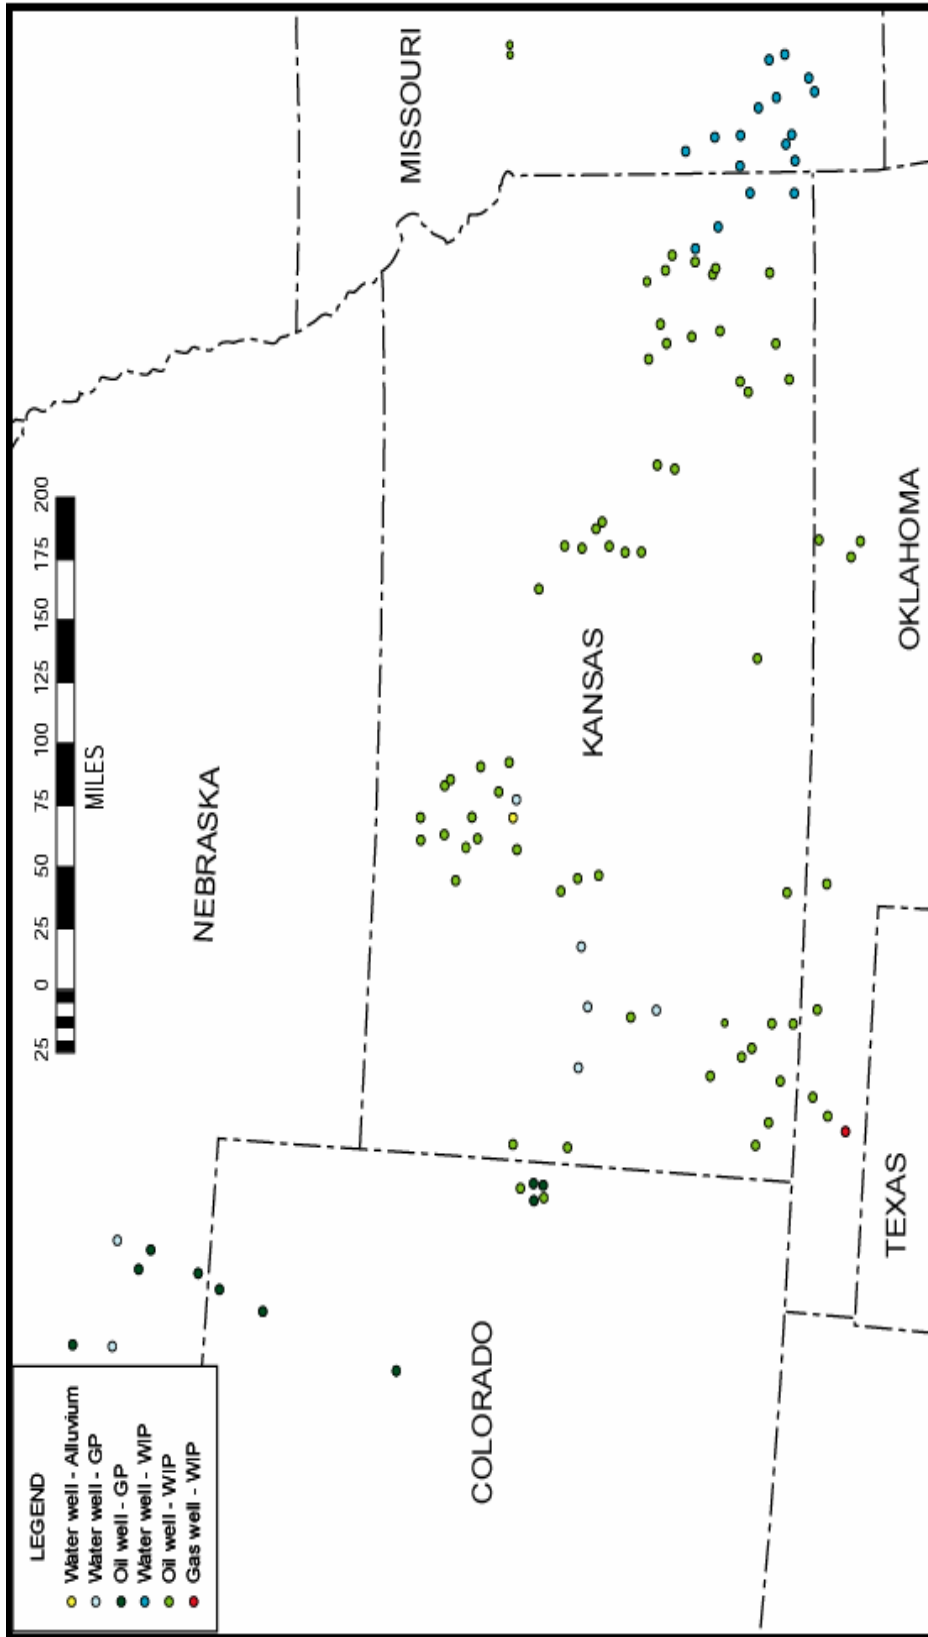 MISSOURI
200
175
150
125
100
75
50
25
0
25
MILES
NEBRASKA
KANSAS
OKLAHOMA
COLORADO
TEXAS
LEGEND
Water well - Alluvium
Water well - GP
Oil well - GP
Water well - WIP
Oil well - WIP
Gas well - WIP